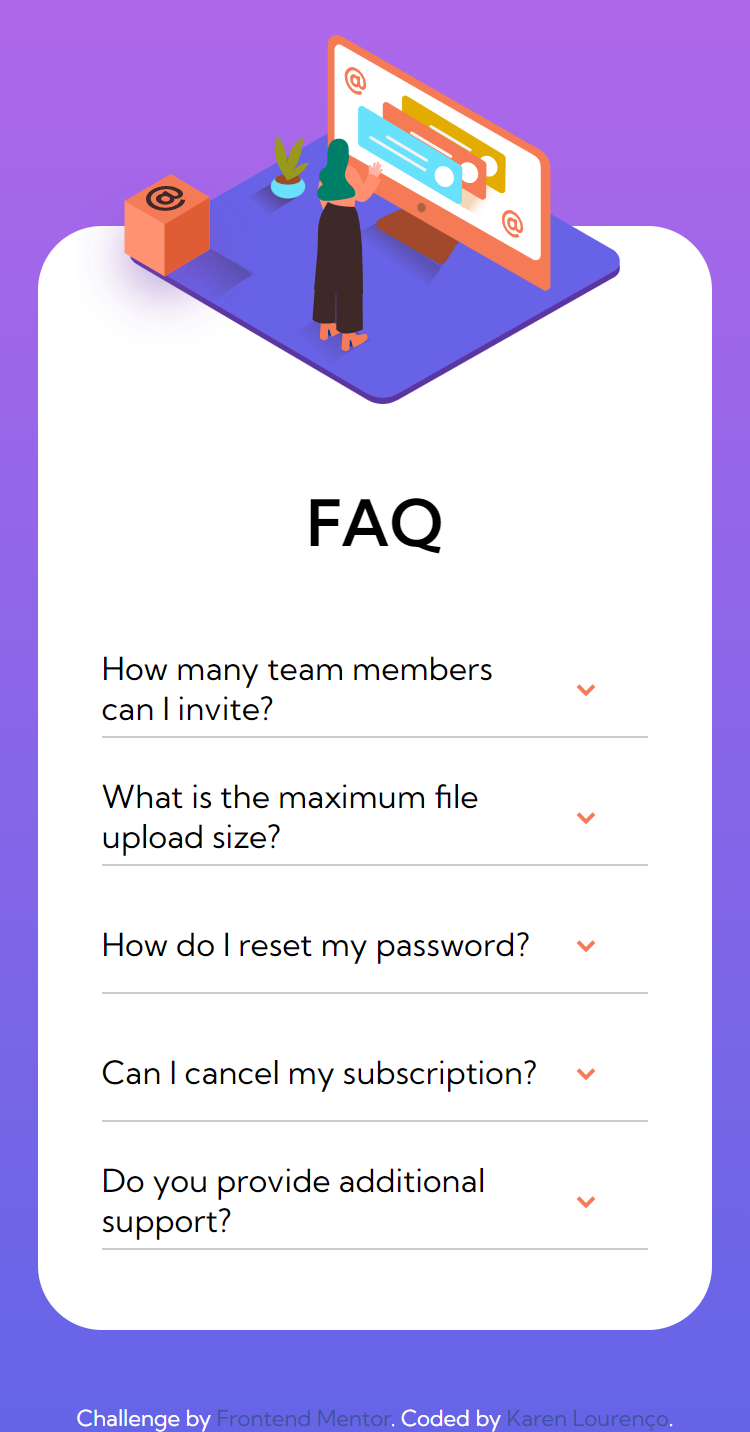 @
@
@
FAQ
How many team members
can I invite?
What is the maximum file
upload size?
How do I reset my password?
Can I cancel my subscription?
Do you provide additional
support?
Challenge by Frontend Mentor. Coded by Karen Lourenço.